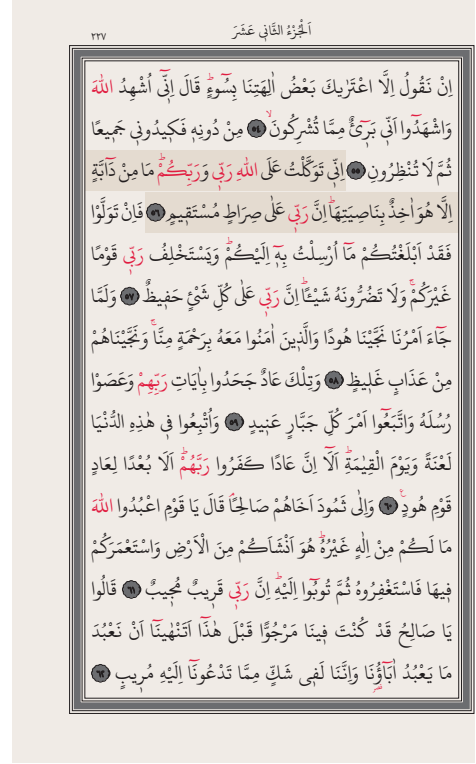 اَلْجُزْءُ الثَّانِي عَشَرَ
٢٢٧
اِنْ نَقُولُ اِلَّا اعْتَرٰيكَ بَعْضُ اٰلِهَتِنَا بِسُٓوءٍۜ قَالَ اِنّ۪ٓي اُشْهِدُ اللّٰهَ
وَاشْهَدُٓوا اَنّ۪ي بَر۪ٓيءٌ مِمَّا تُشْرِكُونَۙ ﴿٥٤﴾ مِنْ دُونِه۪ فَك۪يدُون۪ي جَم۪يعًا
ثُمَّ لَا تُنْظِرُونِ ﴿٥٥﴾ اِنّ۪ي تَوَكَّلْتُ عَلَى اللّٰهِ رَبّ۪ي وَرَبِّكُمْۜ مَا مِنْ دَٓابَّةٍ
اِلَّا هُوَ اٰخِذٌ بِنَاصِيَتِهَاۜ اِنَّ رَبّ۪ي عَلٰى صِرَاطٍ مُسْتَق۪يمٍ ﴿٥٦﴾ فَاِنْ تَوَلَّوْا
فَقَدْ اَبْلَغْتُكُمْ مَٓا اُرْسِلْتُ بِه۪ٓ اِلَيْكُمْۜ وَيَسْتَخْلِفُ رَبّ۪ي قَوْمًا
غَيْرَكُمْۚ وَلَا تَضُرُّونَهُ شَيْـًٔاۜ اِنَّ رَبّ۪ي عَلٰى كُلِّ شَيْءٍ حَف۪يظٌ ﴿٥٧﴾ وَلَمَّا
جَٓاءَ اَمْرُنَا نَجَّيْنَا هُودًا وَالَّذ۪ينَ اٰمَنُوا مَعَهُ بِرَحْمَةٍ مِنَّاۚ وَنَجَّيْنَاهُمْ
مِنْ عَذَابٍ غَل۪يظٍ ﴿٥٨﴾ وَتِلْكَ عَادٌ جَحَدُوا بِاٰيَاتِ رَبِّهِمْ وَعَصَوْا
رُسُلَهُ وَاتَّبَعُٓوا اَمْرَ كُلِّ جَبَّارٍ عَن۪يدٍ ﴿٥٩﴾ وَاُتْبِعُوا ف۪ي هٰذِهِ الدُّنْيَا
لَعْنَةً وَيَوْمَ الْقِيٰمَةِۜ اَلَٓا اِنَّ عَادًا كَفَرُوا رَبَّهُمْۜ اَلَا بُعْدًا لِعَادٍ
قَوْمِ هُودٍ۟ ﴿٦٠﴾ وَاِلٰى ثَمُودَ اَخَاهُمْ صَالِحًاۢ قَالَ يَا قَوْمِ اعْبُدُوا اللّٰهَ
مَا لَكُمْ مِنْ اِلٰهٍ غَيْرُهُۜ هُوَ اَنْشَاَكُمْ مِنَ الْاَرْضِ وَاسْتَعْمَرَكُمْ
ف۪يهَا فَاسْتَغْفِرُوهُ ثُمَّ تُوبُٓوا اِلَيْهِۜ اِنَّ رَبّ۪ي قَر۪يبٌ مُج۪يبٌ ﴿٦١﴾ قَالُوا
يَا صَالِحُ قَدْ كُنْتَ ف۪ينَا مَرْجُوًّا قَبْلَ هٰذَٓا اَتَنْهٰينَٓا اَنْ نَعْبُدَ
مَا يَعْبُدُ اٰبَٓاؤُ۬نَا وَاِنَّنَا لَف۪ي شَكٍّ مِمَّا تَدْعُونَٓا اِلَيْهِ مُر۪يبٍ ﴿٦٢﴾